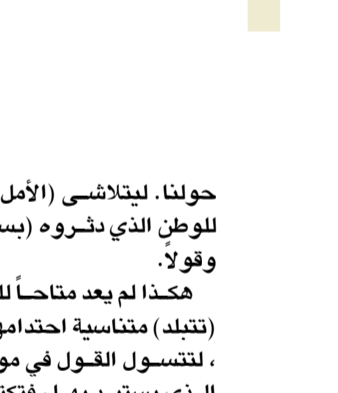 حولنا. ليتلاشى (الأمل
للوطن الذي دثروه (بس
وقولاً.
هكذا لم يعد متاحاً لل
(تتبلد) متناسية احتدامه
، لتتسول القول في مو